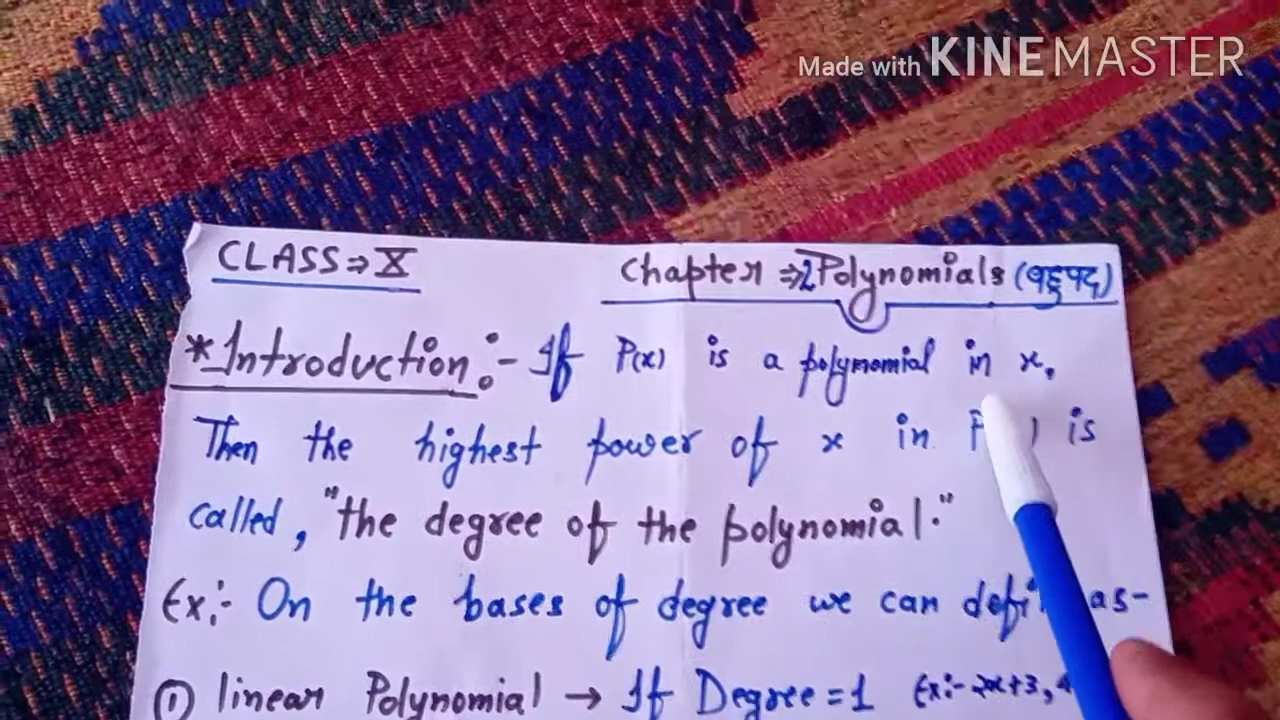 Made with KINEMASTER
CLASS ⇒ X
Chapter ⇒ 2 Polynomials (बहुपद)
*Introduction :- If P(x) is a polynomial in x.
Then the highest power of x in is
called, "the degree of the polynomial."
Ex:- On the bases of degree we can as-
① linear Polynomial → If Degree = 1 Ex:- 2x+3,